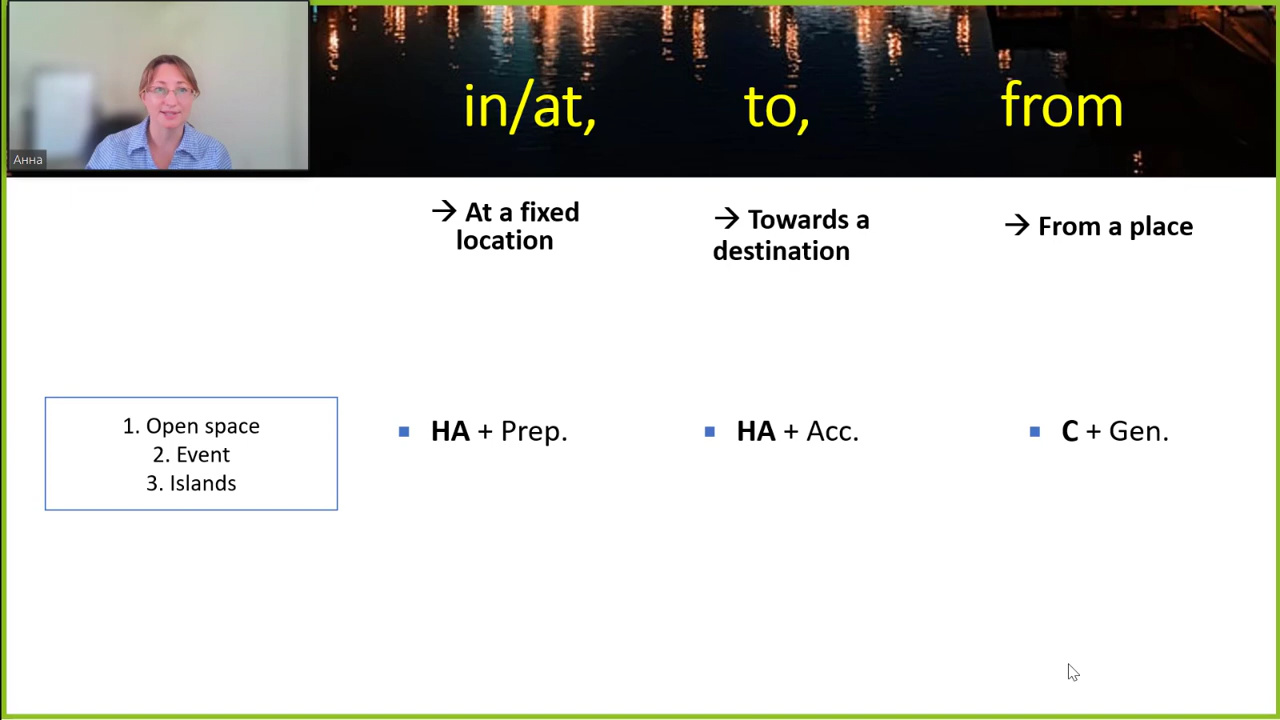 in/at, to, from
Анна
→ At a fixed
location
→ Towards a
destination
→ From a place
1. Open space
2. Event
3. Islands
▪ НА + Prep.
▪ НА + Acc.
▪ С + Gen.